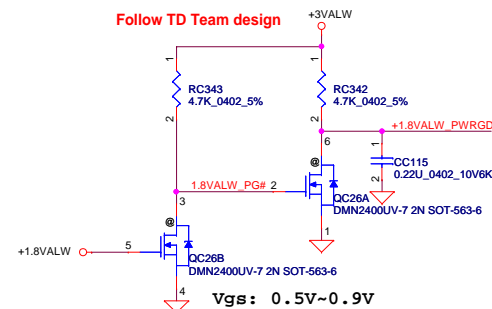 Follow TD Team design
+3VALW
1
1
RC343
4.7K_0402_5%
RC342
4.7K_0402_5%
2
2
+1.8VALW_PWRGD
6
1
@
CC115
0.22U_0402_10V6K
2
1.8VALW_PG#
2
3
QC26A
DMN2400UV-7 2N SOT-563-6
@
1
+1.8VALW
5
QC26B
DMN2400UV-7 2N SOT-563-6
4
Vgs: 0.5V~0.9V